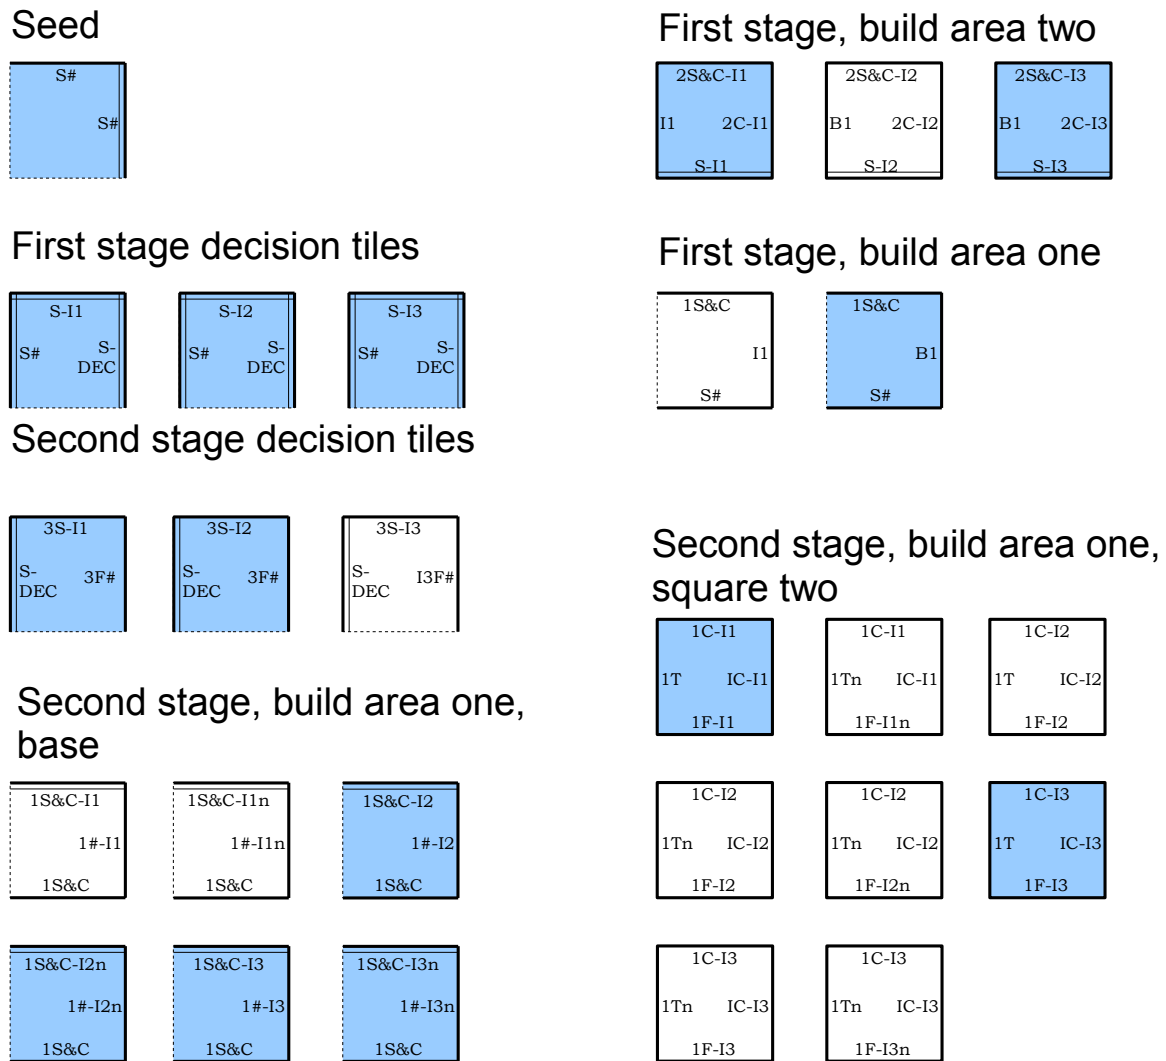 Seed
S#
S#
First stage decision tiles
S-I1
S#
S-
DEC
S-I2
S#
S-
DEC
S-I3
S#
S-
DEC
Second stage decision tiles
3S-I1
S-
DEC
3F#
3S-I2
S-
DEC
3F#
3S-I3
S-
DEC
I3F#
Second stage, build area one,
base
1S&C-I1
1#-I1
1S&C
1S&C-I1n
1#-I1n
1S&C
1S&C-I2
1#-I2
1S&C
1S&C-I2n
1#-I2n
1S&C
1S&C-I3
1#-I3
1S&C
1S&C-I3n
1#-I3n
1S&C
First stage, build area two
2S&C-I1
I1 2C-I1
S-I1
2S&C-I2
B1 2C-I2
S-I2
2S&C-I3
B1 2C-I3
S-I3
First stage, build area one
1S&C
I1
S#
1S&C
B1
S#
Second stage, build area one,
square two
1C-I1
1T IC-I1
1F-I1
1C-I1
1Tn IC-I1
1F-I1n
1C-I2
1T IC-I2
1F-I2
1C-I2
1Tn IC-I2
1F-I2
1C-I2
1Tn IC-I2
1F-I2n
1C-I3
1T IC-I3
1F-I3
1C-I3
1Tn IC-I3
1F-I3
1C-I3
1Tn IC-I3
1F-I3n